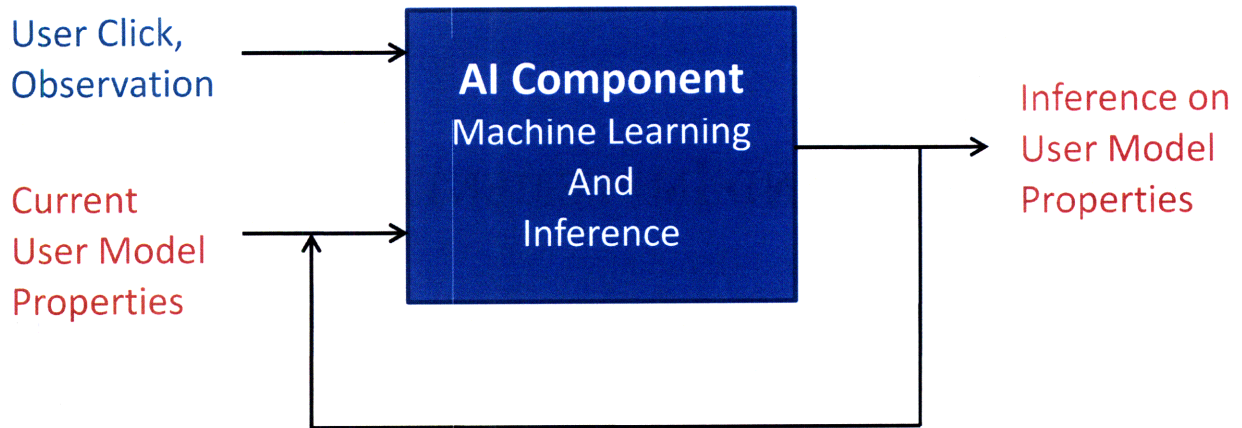 User Click,
Observation
Current
User Model
Properties
AI Component
Machine Learning
And
Inference
Inference on
User Model
Properties